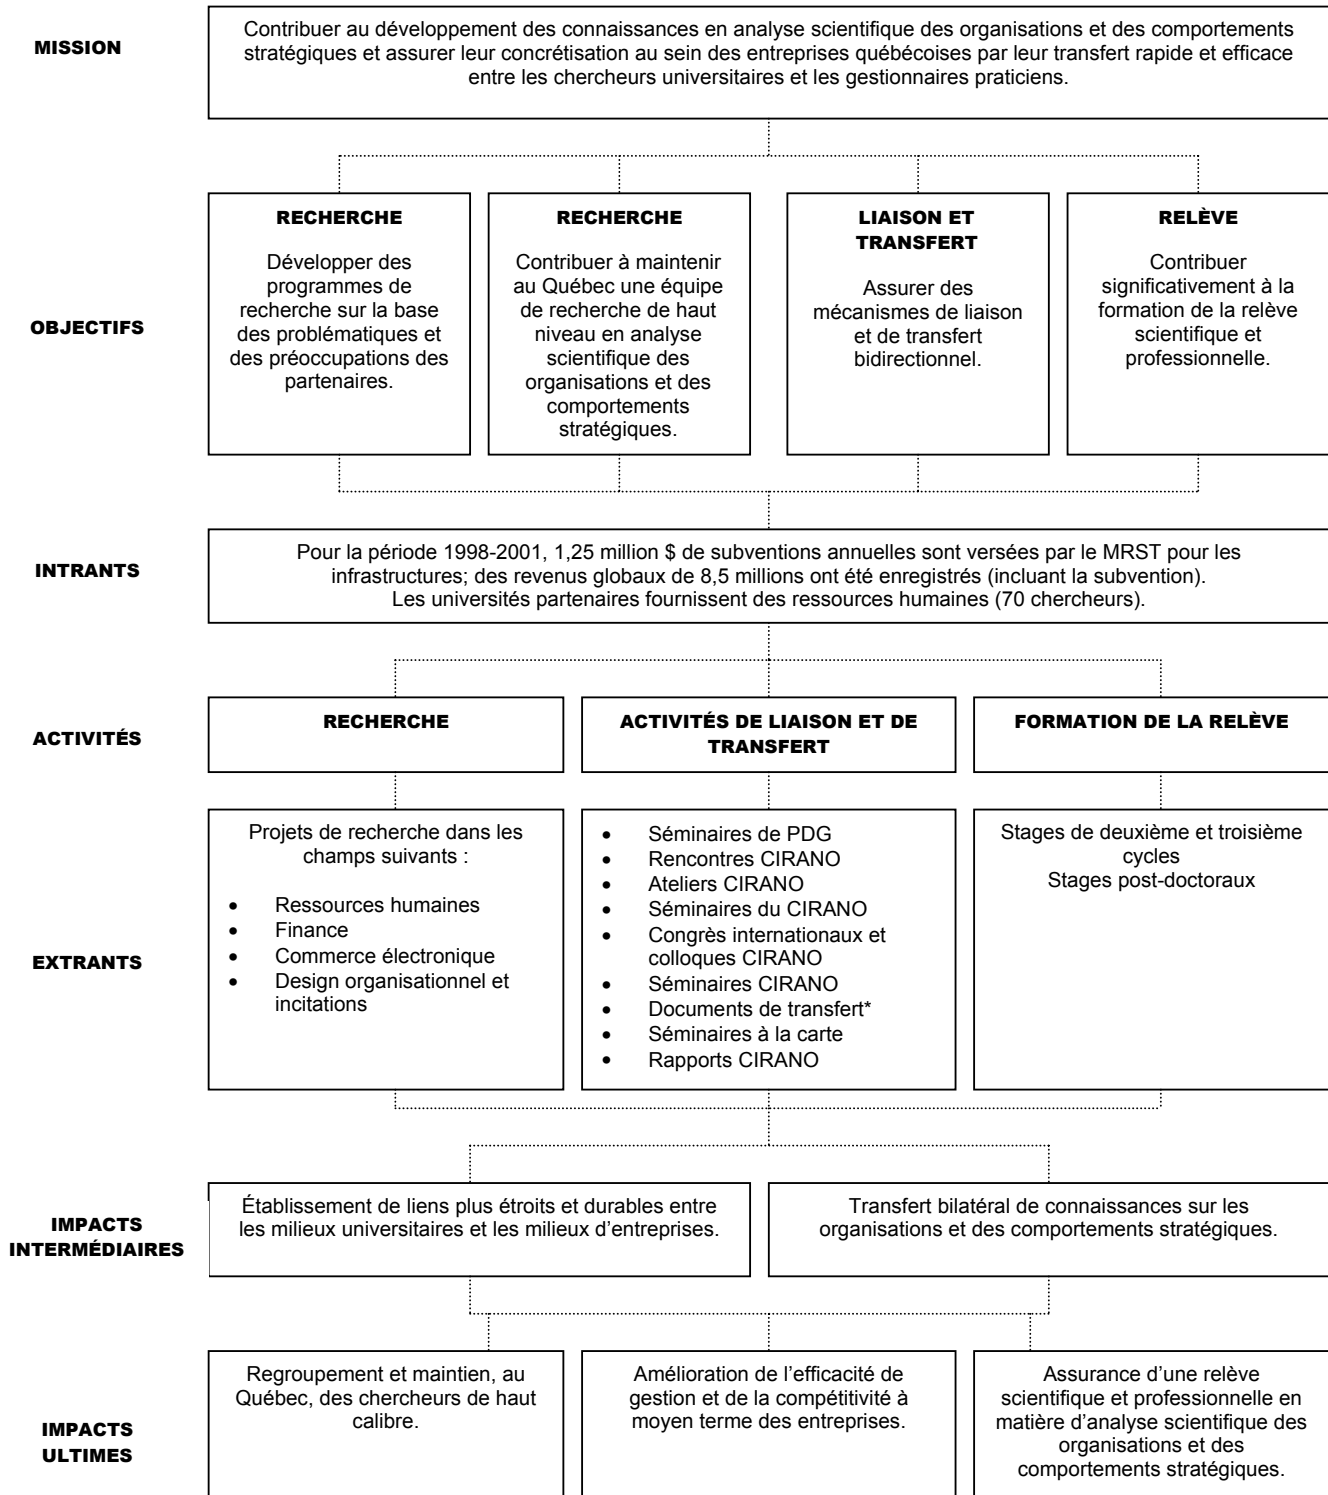 MISSION
Contribuer au développement des connaissances en analyse scientifique des organisations et des comportements
stratégiques et assurer leur concrétisation au sein des entreprises québécoises par leur transfert rapide et efficace
entre les chercheurs universitaires et les gestionnaires praticiens.
OBJECTIFS
RECHERCHE
Développer des
programmes de
recherche sur la base
des problématiques et
des préoccupations des
partenaires.
RECHERCHE
Contribuer à maintenir
au Québec une équipe
de recherche de haut
niveau en analyse
scientifique des
organisations et des
comportements
stratégiques.
LIAISON ET
TRANSFERT
Assurer des
mécanismes de liaison
et de transfert
bidirectionnel.
RELÈVE
Contribuer
significativement à la
formation de la relève
scientifique et
professionnelle.
INTRANTS
Pour la période 1998-2001, 1,25 million $ de subventions annuelles sont versées par le MRST pour les
infrastructures; des revenus globaux de 8,5 millions ont été enregistrés (incluant la subvention).
Les universités partenaires fournissent des ressources humaines (70 chercheurs).
ACTIVITÉS
RECHERCHE
ACTIVITÉS DE LIAISON ET DE
TRANSFERT
FORMATION DE LA RELÈVE
EXTRANTS
Projets de recherche dans les
champs suivants :
• Ressources humaines
• Finance
• Commerce électronique
• Design organisationnel et
incitations
• Séminaires de PDG
• Rencontres CIRANO
• Ateliers CIRANO
• Séminaires du CIRANO
• Congrès internationaux et
colloques CIRANO
• Séminaires CIRANO
• Documents de transfert*
• Séminaires à la carte
• Rapports CIRANO
Stages de deuxième et troisième
cycles
Stages post-doctoraux
IMPACTS
INTERMÉDIAIRES
Établissement de liens plus étroits et durables entre
les milieux universitaires et les milieux d'entreprises.
Transfert bilatéral de connaissances sur les
organisations et des comportements stratégiques.
IMPACTS
ULTIMES
Regroupement et maintien, au
Québec, des chercheurs de haut
calibre.
Amélioration de l'efficacité de
gestion et de la compétitivité à
moyen terme des entreprises.
Assurance d'une relève
scientifique et professionnelle en
matière d'analyse scientifique des
organisations et des
comportements stratégiques.